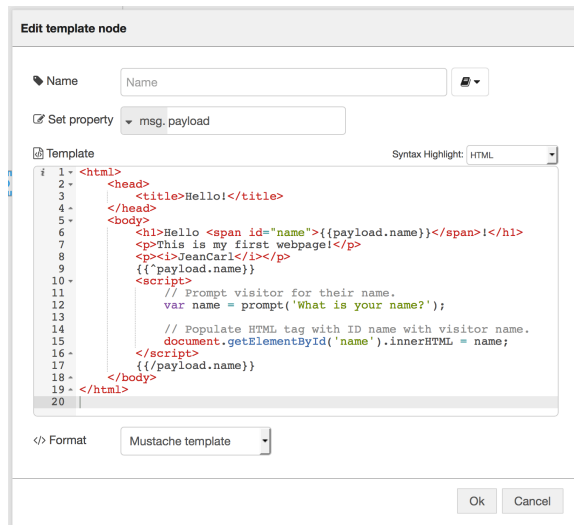 Edit template node
Name
Name
Set property
msg. payload
Template
Syntax Highlight: HTML
i 1 <html>
2 <head>
3 <title>Hello!</title>
4 </head>
5 <body>
6 <h1>Hello <span id="name">{{payload.name}}</span>!</h1>
7 <p>This is my first webpage!</p>
8 <p><i>JeanCarl</i></p>
9 {{^payload.name}}
10 <script>
11 // Prompt visitor for their name.
12 var name = prompt('What is your name?');
13
14 // Populate HTML tag with ID name with visitor name.
15 document.getElementById('name').innerHTML = name;
16 </script>
17 {{/payload.name}}
18 </body>
19 </html>
20
</> Format
Mustache template
Ok
Cancel